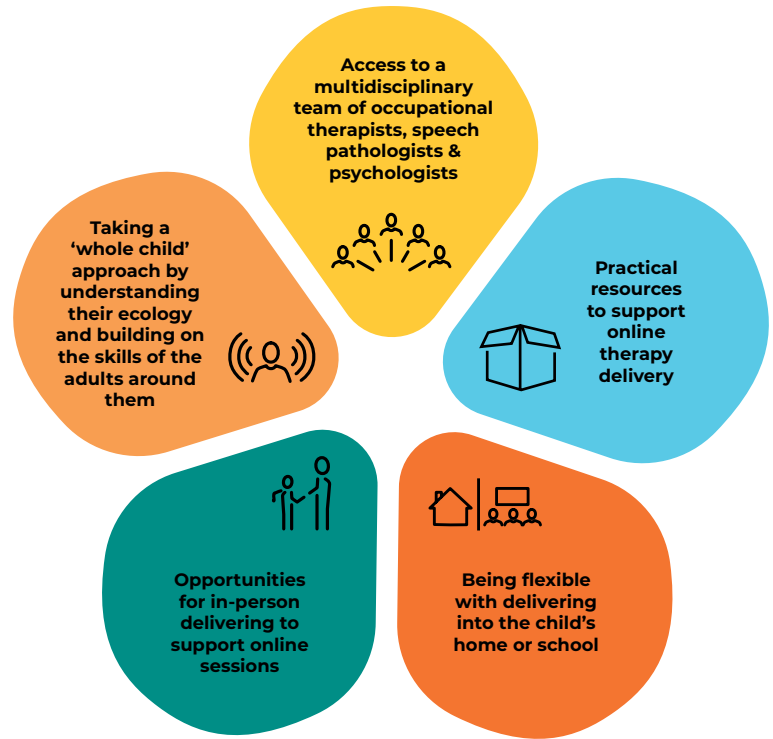 Access to a
multidisciplinary
team of occupational
therapists, speech
pathologists &
psychologists
Practical
resources
to support
online
therapy
delivery
Being flexible
with delivering
into the child's
home or school
Opportunities
for in-person
delivering to
support online
sessions
Taking a
‘whole child’
approach by
understanding
their ecology
and building on
the skills of the
adults around
them